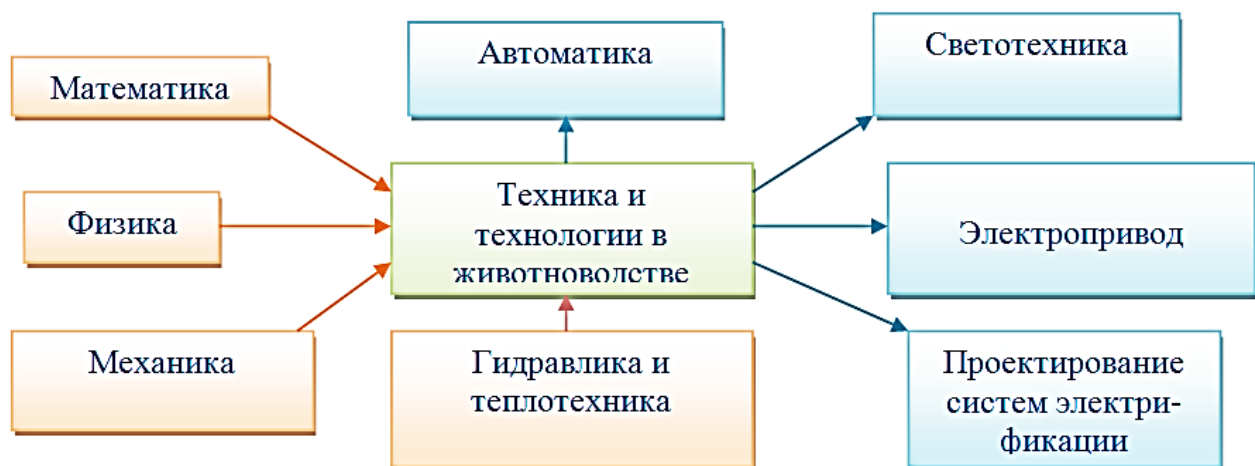 Математика
Автоматика
Светотехника
Физика
Техника и
технологии в
животноводстве
Электропривод
Механика
Гидравлика и
теплотехника
Проектирование
систем электри-
фикации